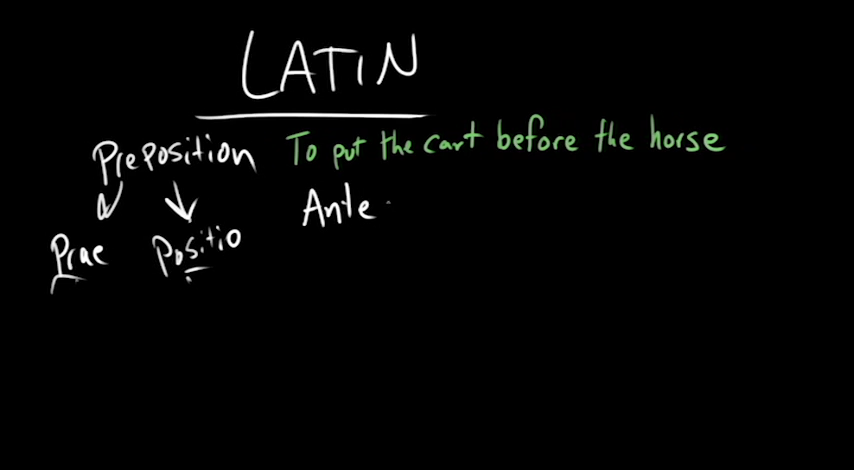 LATIN
Preposition To put the cart before the horse
Ante
Prae Positio